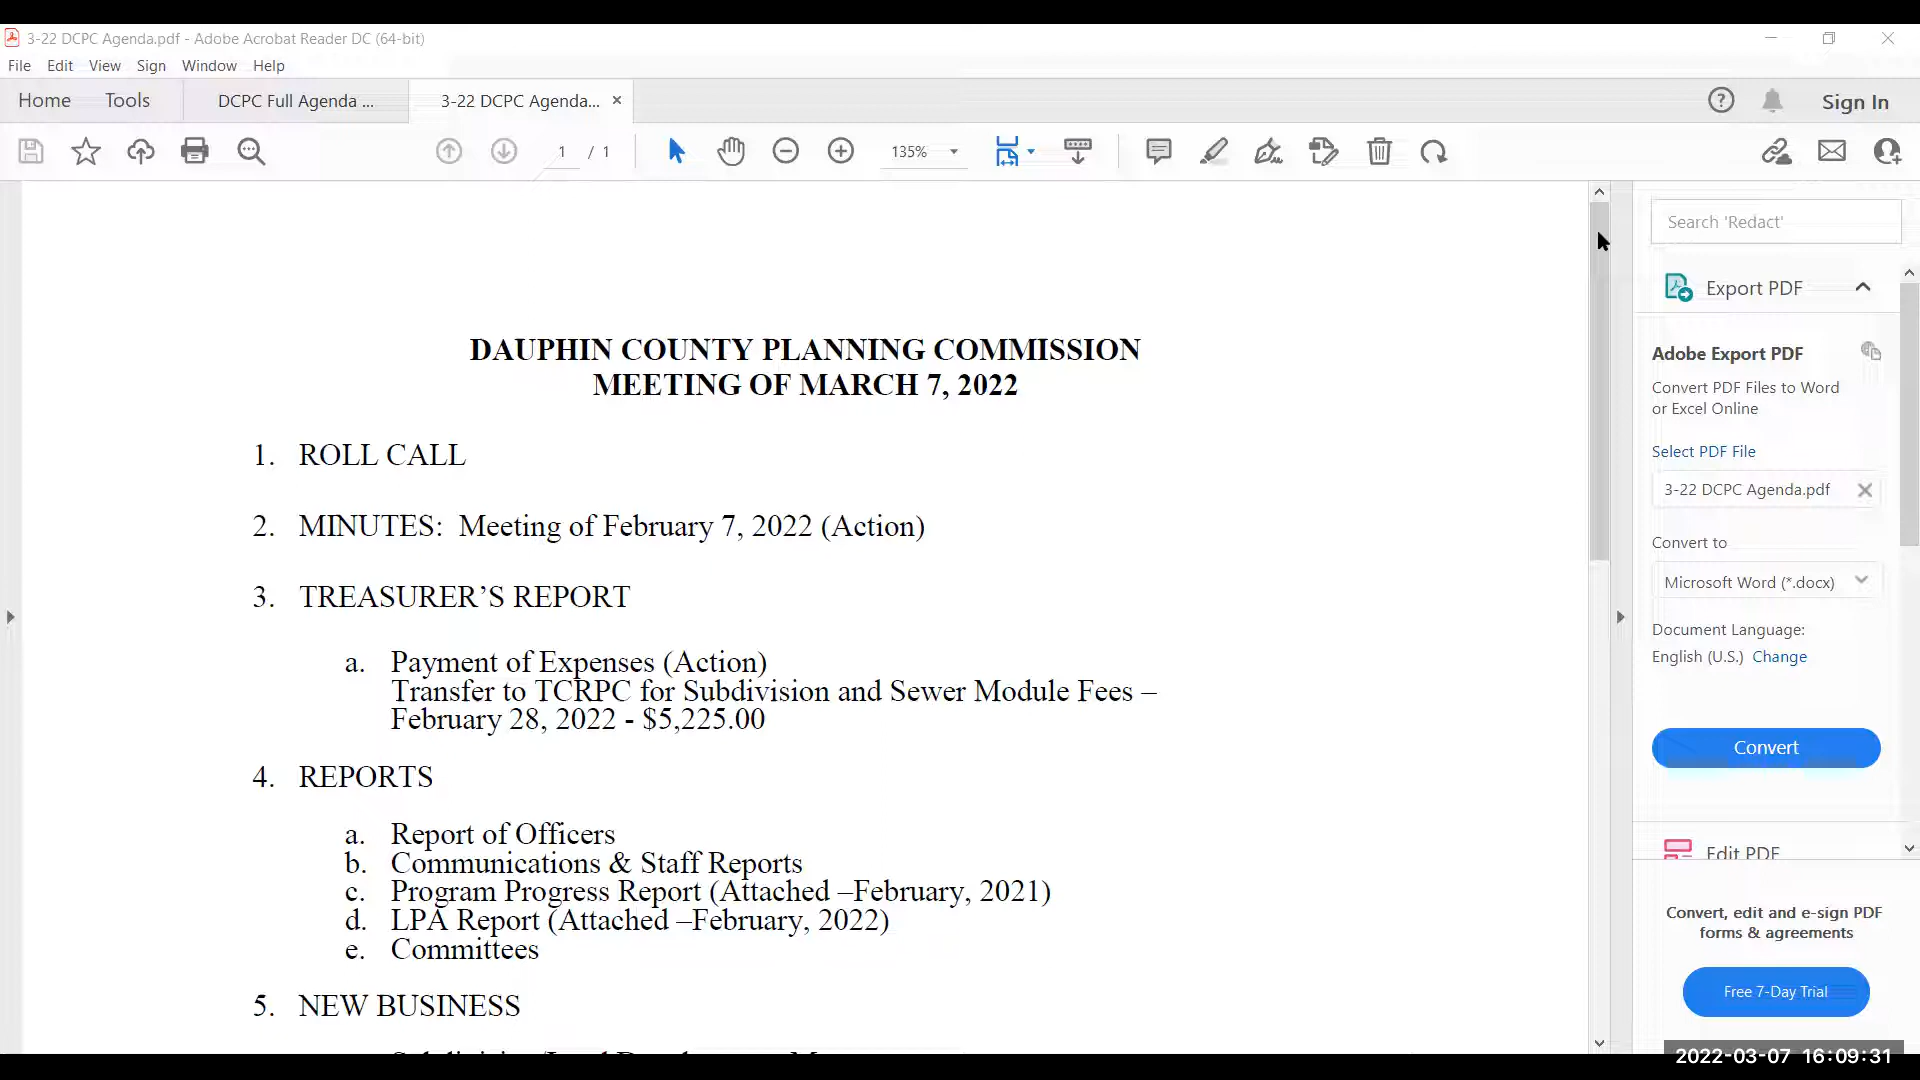 3-22 DCPC Agenda.pdf - Adobe Acrobat Reader DC (64-bit)
File Edit View Sign Window Help
Home Tools DCPC Full Agenda ... 3-22 DCPC Agenda... × Sign In
1 / 1 135%
Search 'Redact'
Export PDF
Adobe Export PDF
Convert PDF Files to Word
or Excel Online
Select PDF File
3-22 DCPC Agenda.pdf
Convert to
Microsoft Word (*.docx)
Document Language:
English (U.S.) Change
Convert
Edit PDF
Convert, edit and e-sign PDF
forms & agreements
Free 7-Day Trial
DAUPHIN COUNTY PLANNING COMMISSION
MEETING OF MARCH 7, 2022
1. ROLL CALL
2. MINUTES: Meeting of February 7, 2022 (Action)
3. TREASURER’S REPORT
a. Payment of Expenses (Action)
Transfer to TCRPC for Subdivision and Sewer Module Fees –
February 28, 2022 - $5,225.00
4. REPORTS
a. Report of Officers
b. Communications & Staff Reports
c. Program Progress Report (Attached –February, 2021)
d. LPA Report (Attached –February, 2022)
e. Committees
5. NEW BUSINESS
2022-03-07 16:09:31